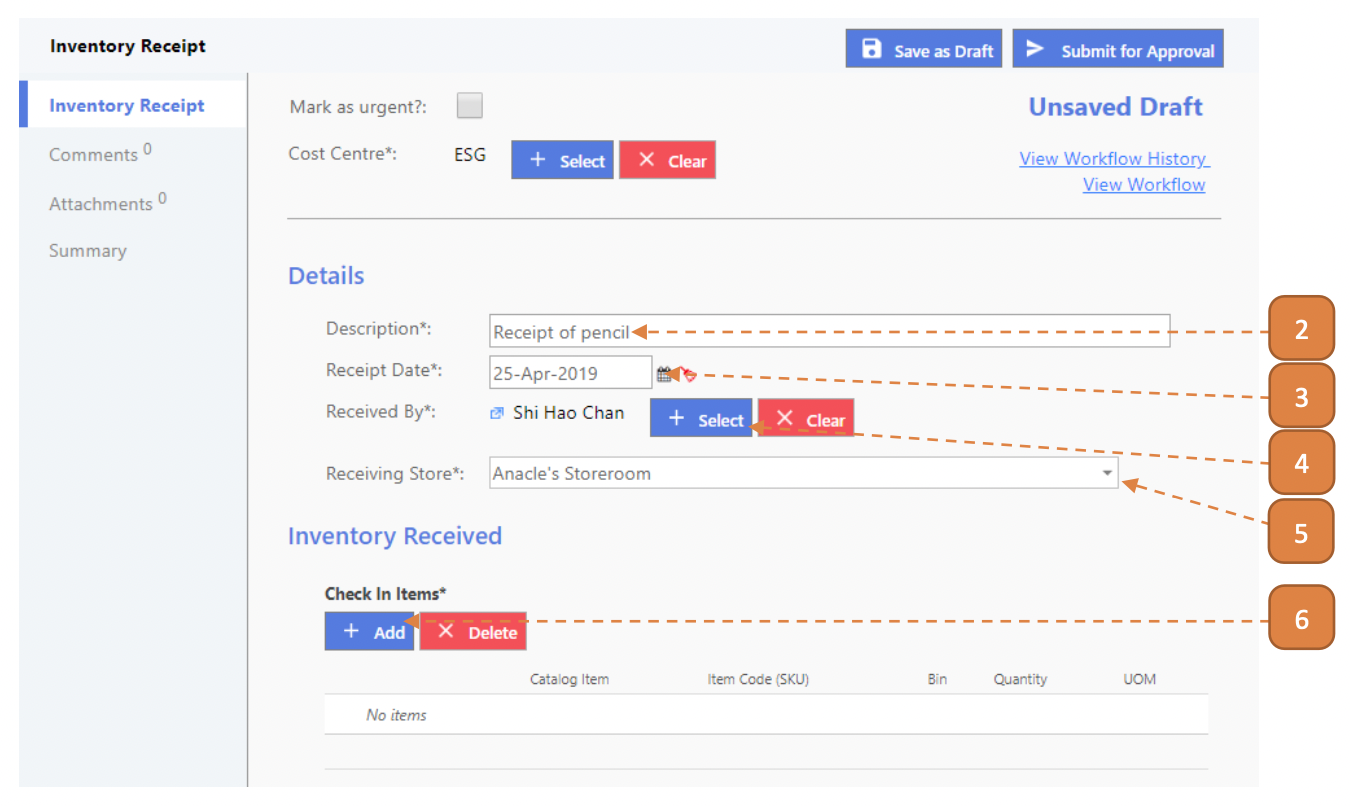 Inventory Receipt
Save as Draft
Submit for Approval
Inventory Receipt
Comments 0
Attachments 0
Summary
Mark as urgent?:
Unsaved Draft
Cost Centre*: ESG + Select × Clear
View Workflow History
View Workflow
Details
Description*: Receipt of pencil
2
Receipt Date*: 25-Apr-2019
3
Received By*: Shi Hao Chan + Select × Clear
4
Receiving Store*: Anacle's Storeroom
5
Inventory Received
Check In Items*
+ Add × Delete
6
Catalog Item Item Code (SKU) Bin Quantity UOM
No items